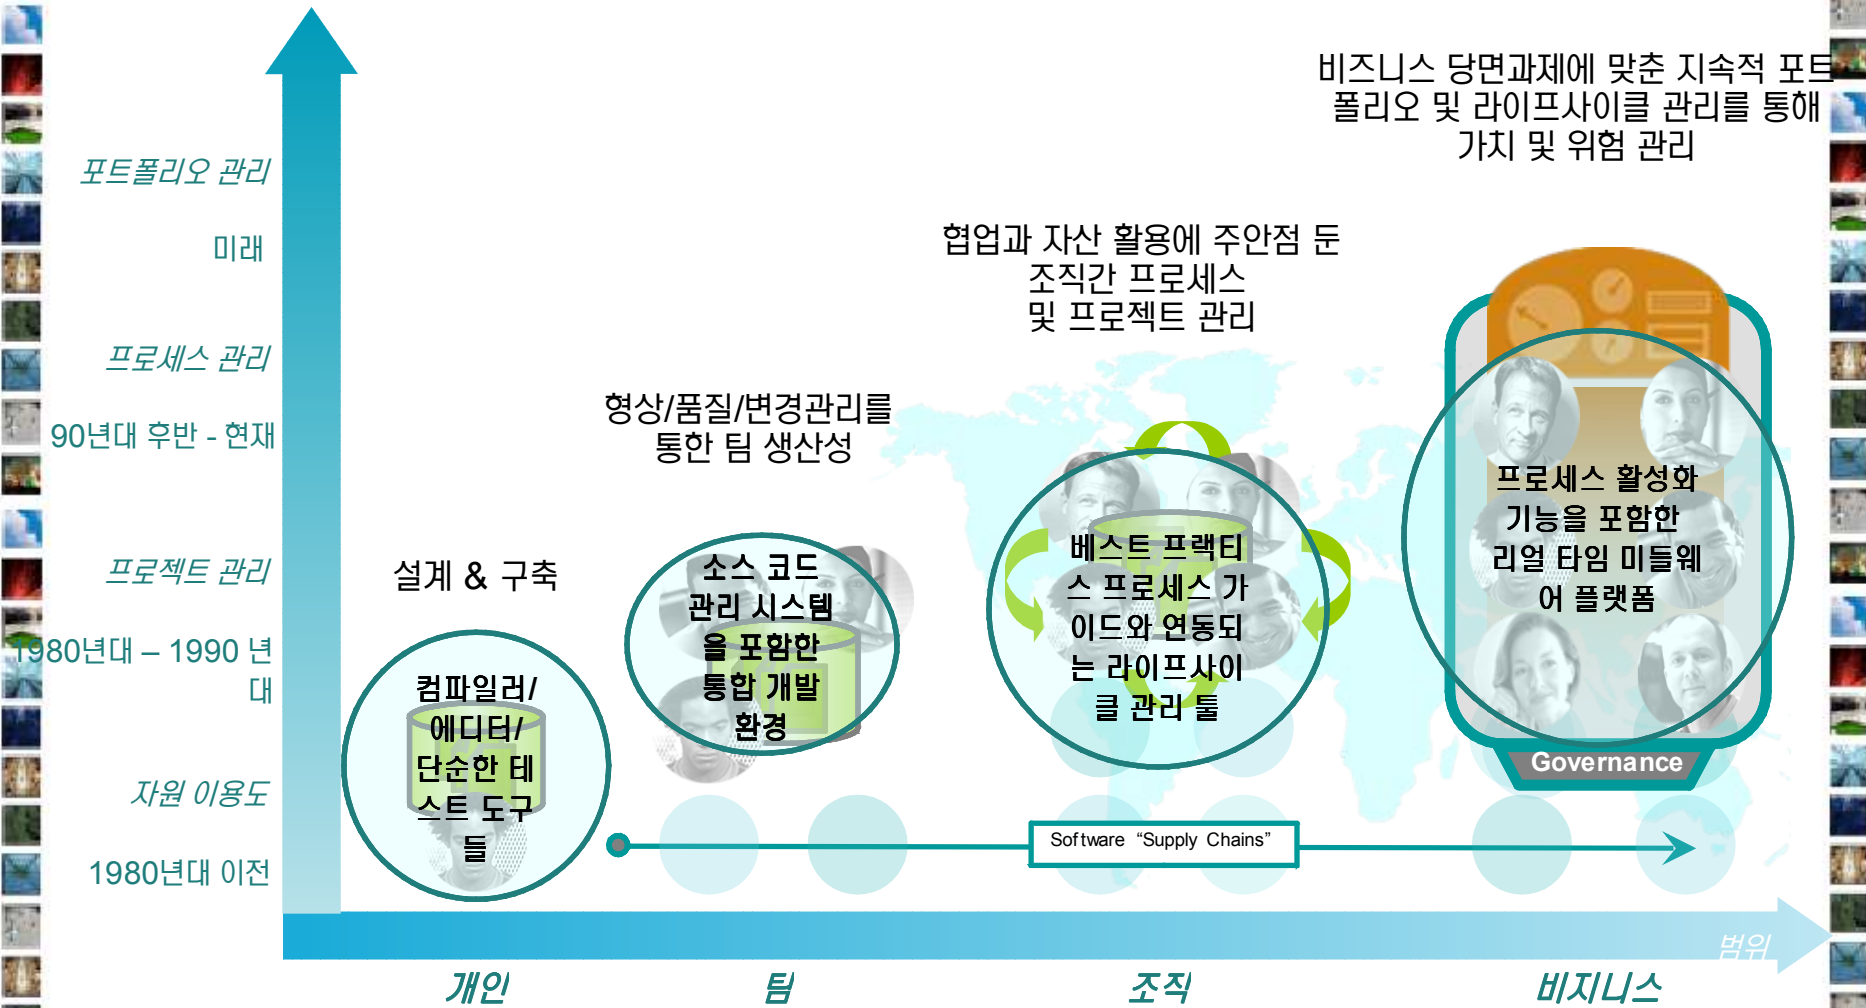 비즈니스 당면과제에 맞춘 지속적 포트
폴리오 및 라이프사이클 관리를 통해
가치 및 위험 관리
포트폴리오 관리
미래
협업과 자산 활용에 주안점 둔
조직간 프로세스
및 프로젝트 관리
프로세스 관리
90년대 후반 - 현재
형상/품질/변경관리를
통한 팀 생산성
프로세스 활성화
기능을 포함한
리얼 타임 미들웨
어 플랫폼
베스트 프랙티
스 프로세스 가
이드와 연동되
는 라이프사이
클 관리 툴
프로젝트 관리
1980년대 – 1990 년
대
설계 & 구축
소스 코드
관리 시스템
을 포함한
통합 개발
환경
컴파일러/
에디터/
단순한 테
스트 도구
들
Governance
자원 이용도
1980년대 이전
Software “Supply Chains”
범위
개인
팀
조직
비지니스